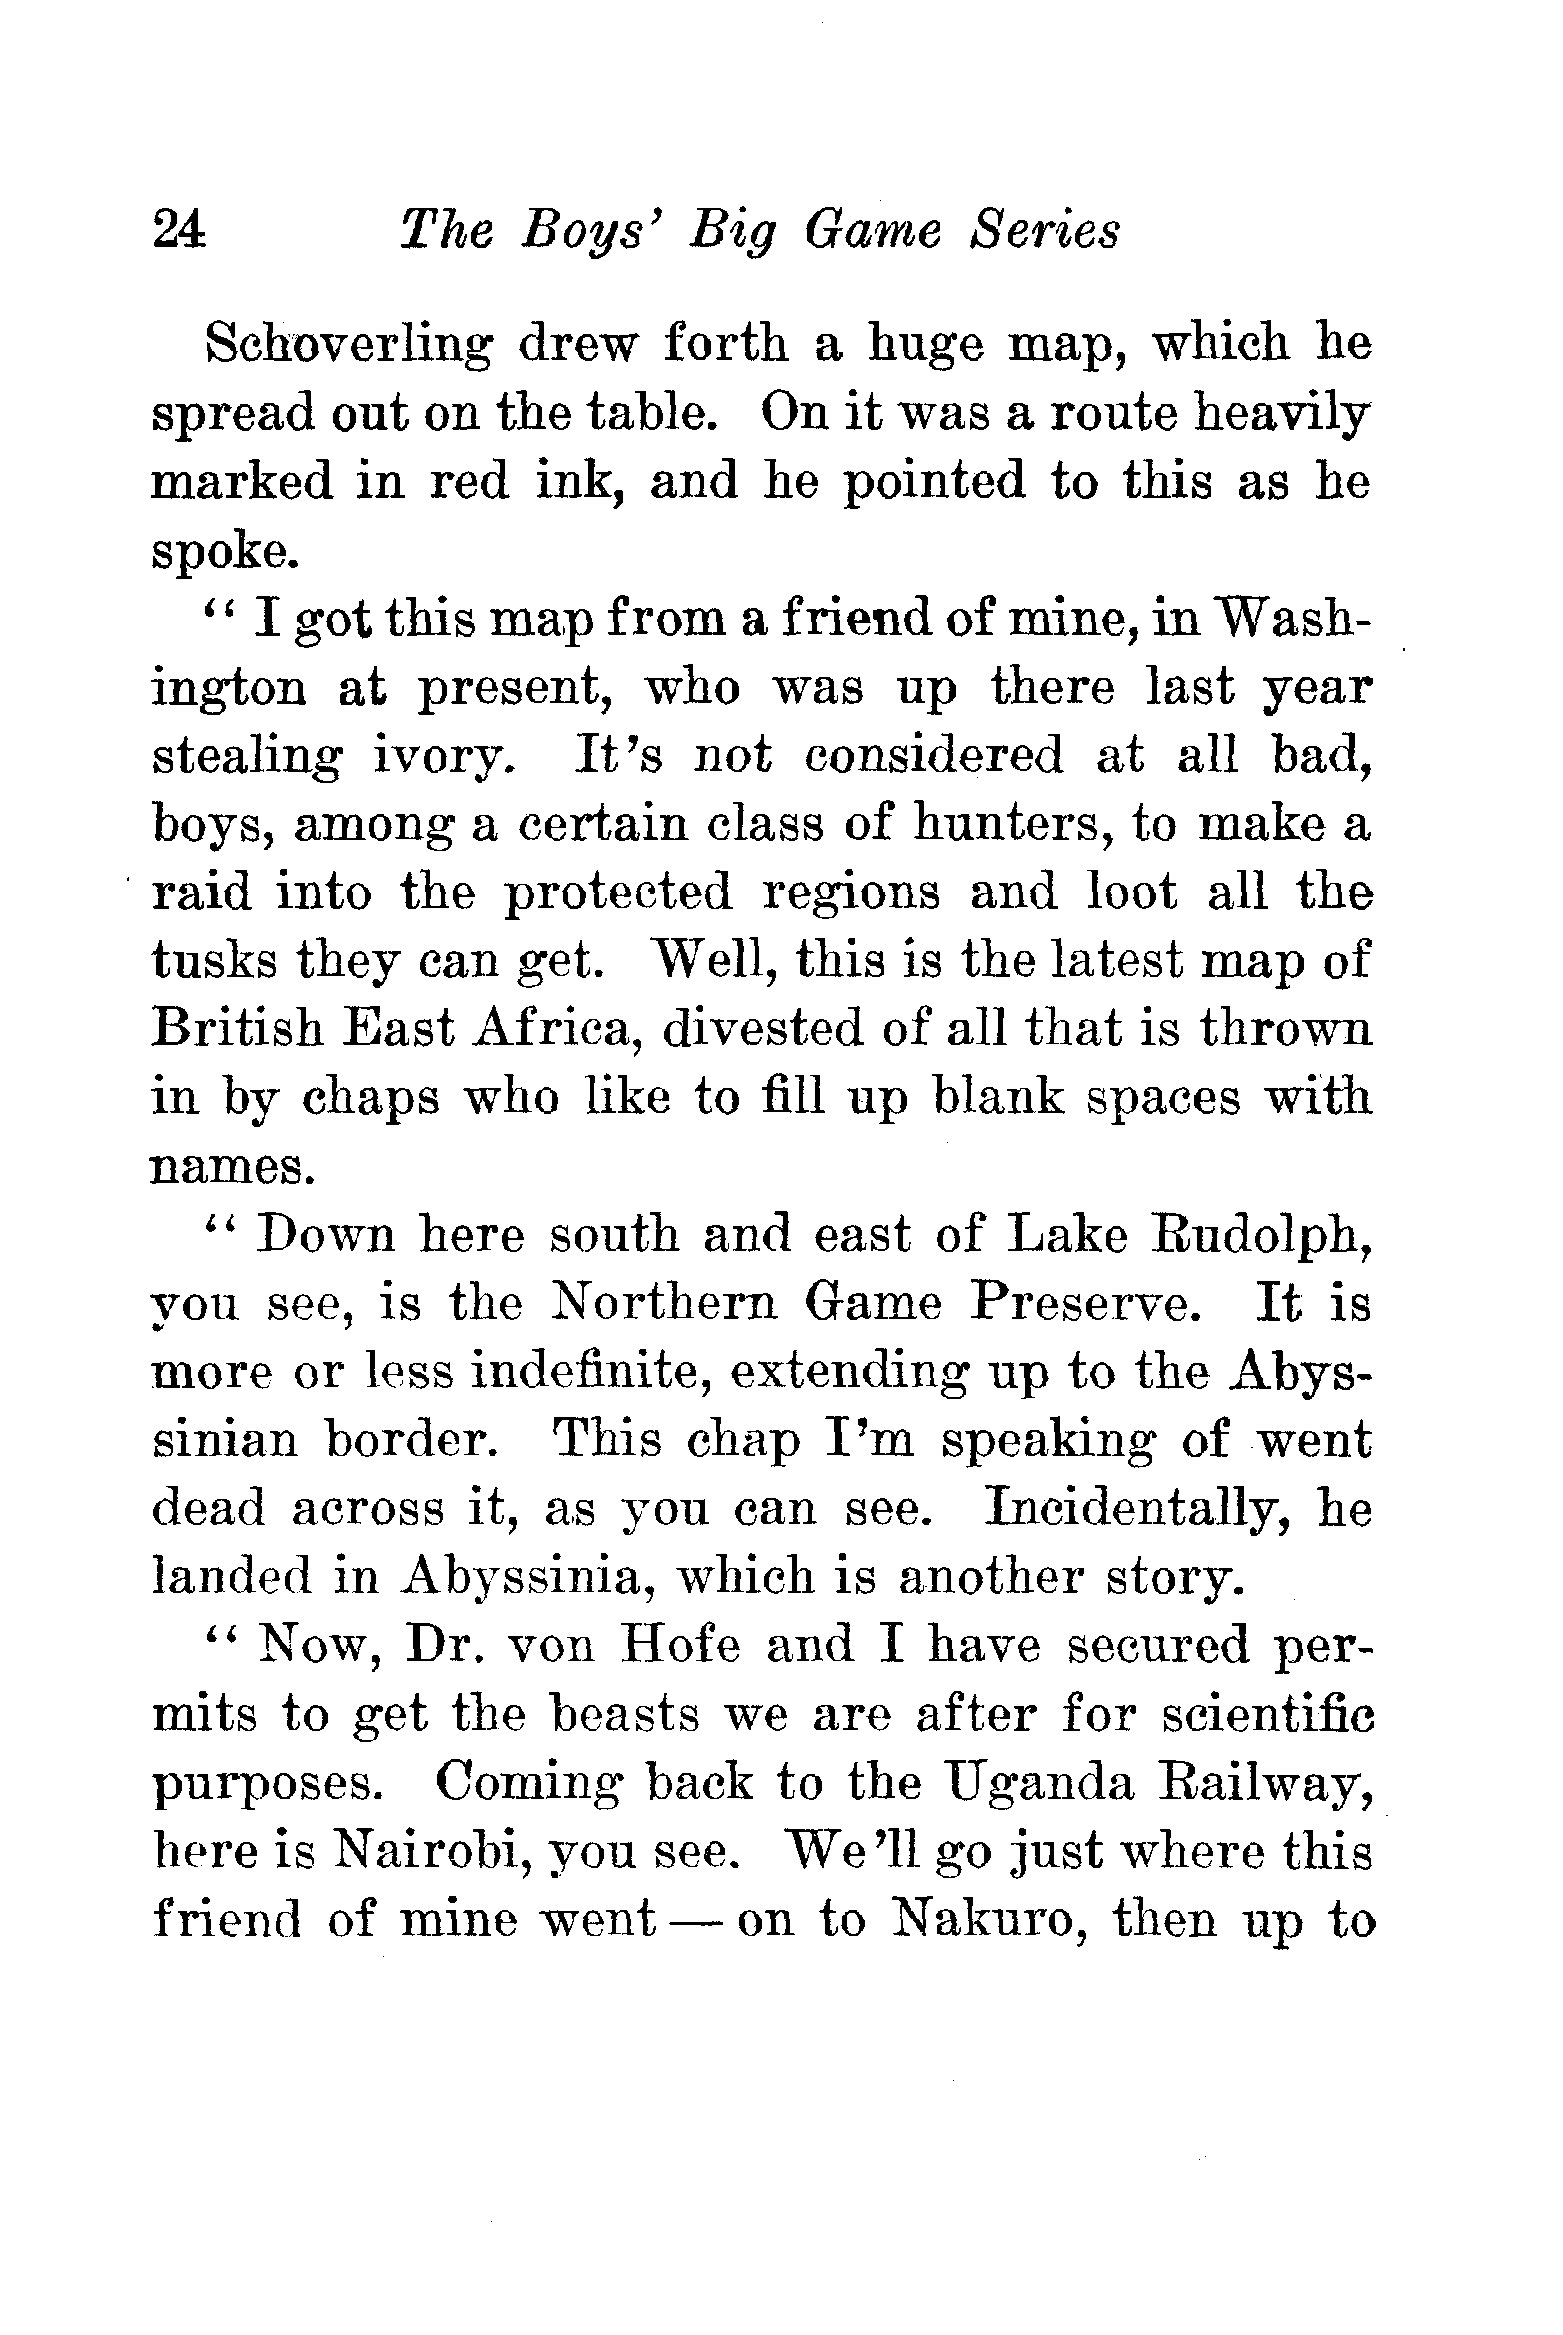 24 The Boys' Big Game Series
Schoverling drew forth a huge map, which he
spread out on the table. On it was a route heavily
marked in red ink, and he pointed to this as he
spoke.
“ I got this map from a friend of mine, in Wash-
ington at present, who was up there last year
stealing ivory. It's not considered at all bad,
boys, among a certain class of hunters, to make a
raid into the protected regions and loot all the
tusks they can get. Well, this is the latest map of
British East Africa, divested of all that is thrown
in by chaps who like to fill up blank spaces with
names.
“ Down here south and east of Lake Rudolph,
you see, is the Northern Game Preserve. It is
more or less indefinite, extending up to the Abys-
sinian border. This chap I'm speaking of went
dead across it, as you can see. Incidentally, he
landed in Abyssinia, which is another story.
“ Now, Dr. von Hofe and I have secured per-
mits to get the beasts we are after for scientific
purposes. Coming back to the Uganda Railway,
here is Nairobi, you see. We'll go just where this
friend of mine went — on to Nakuro, then up to